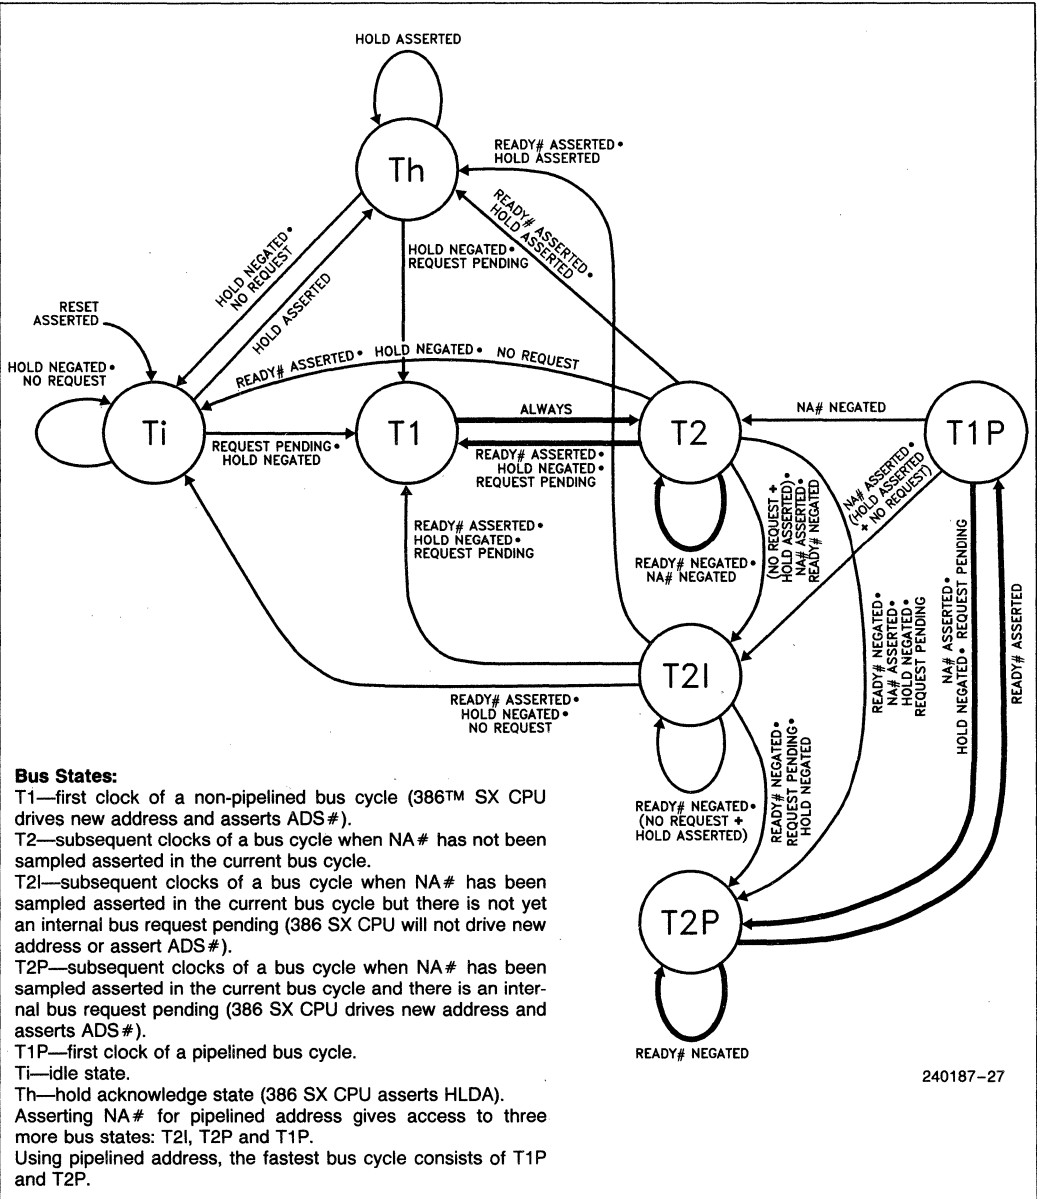 HOLD ASSERTED
Th
READY# ASSERTED•
HOLD ASSERTED
READY# ASSERTED•
HOLD ASSERTED
HOLD NEGATED•
NO REQUEST
HOLD ASSERTED
HOLD NEGATED•
REQUEST PENDING
RESET
ASSERTED
HOLD NEGATED•
NO REQUEST
READY# ASSERTED• HOLD NEGATED• NO REQUEST
Ti
REQUEST PENDING•
HOLD NEGATED
T1
ALWAYS
READY# ASSERTED•
HOLD NEGATED•
REQUEST PENDING
T2
NA# NEGATED
T1P
READY# NEGATED•
NA# NEGATED
(NO REQUEST +
HOLD ASSERTED)•
NA# ASSERTED•
READY# NEGATED
NA# ASSERTED•
(HOLD ASSERTED
+ NO REQUEST)
READY# ASSERTED•
HOLD NEGATED•
REQUEST PENDING
READY# NEGATED•
NA# ASSERTED•
HOLD NEGATED•
REQUEST PENDING
NA# ASSERTED•
HOLD NEGATED• REQUEST PENDING
READY# ASSERTED
T2I
READY# ASSERTED•
HOLD NEGATED•
NO REQUEST
READY# NEGATED•
(NO REQUEST +
HOLD ASSERTED)
READY# NEGATED•
REQUEST PENDING•
HOLD NEGATED
T2P
READY# NEGATED
Bus States:
T1—first clock of a non-pipelined bus cycle (386™ SX CPU
drives new address and asserts ADS#).
T2—subsequent clocks of a bus cycle when NA# has not been
sampled asserted in the current bus cycle.
T2I—subsequent clocks of a bus cycle when NA# has been
sampled asserted in the current bus cycle but there is not yet
an internal bus request pending (386 SX CPU will not drive new
address or assert ADS#).
T2P—subsequent clocks of a bus cycle when NA# has been
sampled asserted in the current bus cycle and there is an inter-
nal bus request pending (386 SX CPU drives new address and
asserts ADS#).
T1P—first clock of a pipelined bus cycle.
Ti—idle state.
Th—hold acknowledge state (386 SX CPU asserts HLDA).
Asserting NA# for pipelined address gives access to three
more bus states: T2I, T2P and T1P.
Using pipelined address, the fastest bus cycle consists of T1P
and T2P.
240187-27